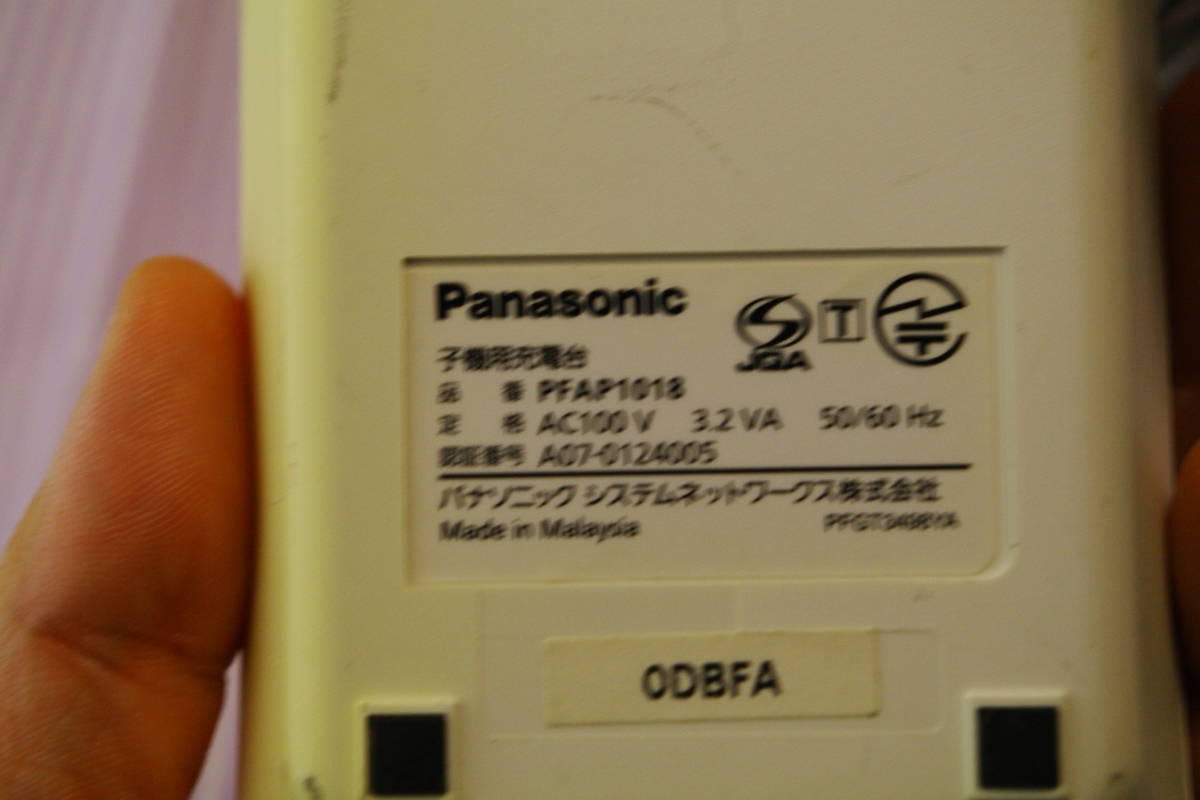 Panasonic
JQA T
子機用充電台
品 番 PFAP1018
定 格 AC100 V 3.2 VA 50/60 Hz
認証番号 A07-0124005
パナソニック システムネットワークス株式会社
Made in Malaysia PFGT3498YA
0DBFA